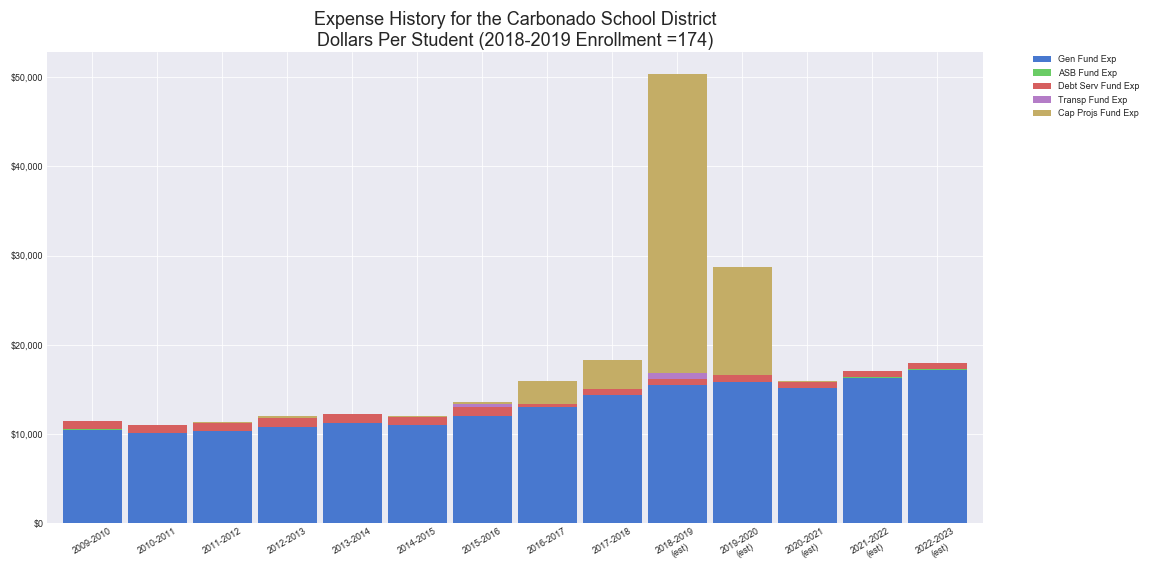 Expense History for the Carbonado School District
Dollars Per Student (2018-2019 Enrollment =174)
Gen Fund Exp
ASB Fund Exp
Debt Serv Fund Exp
Transp Fund Exp
Cap Projs Fund Exp
$50,000
$40,000
$30,000
$20,000
$10,000
$0
2009-2010
2010-2011
2011-2012
2012-2013
2013-2014
2014-2015
2015-2016
2016-2017
2017-2018
2018-2019
(est)
2019-2020
(est)
2020-2021
(est)
2021-2022
(est)
2022-2023
(est)